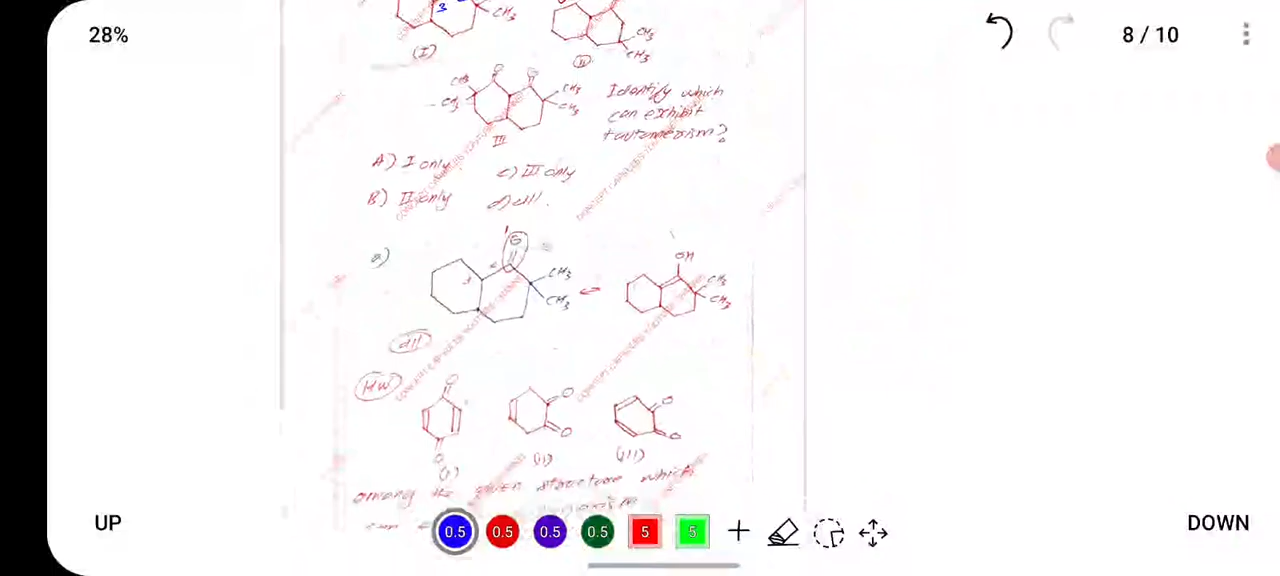 28%
8 / 10
3
CH3
CH3
CH3
(I)
II
O
O
CH3
CH3
CH3
CH3
III
Identify which
can exhibit
tautomerism?
A) I only
C) III only
B) II only
d) all.
a)
O
CH3
CH3
OH
CH3
CH3
all
HW
O
O
(I)
O
O
(II)
O
O
(III)
among the given structure which
UP
0.5
0.5
0.5
0.5
5
5
DOWN